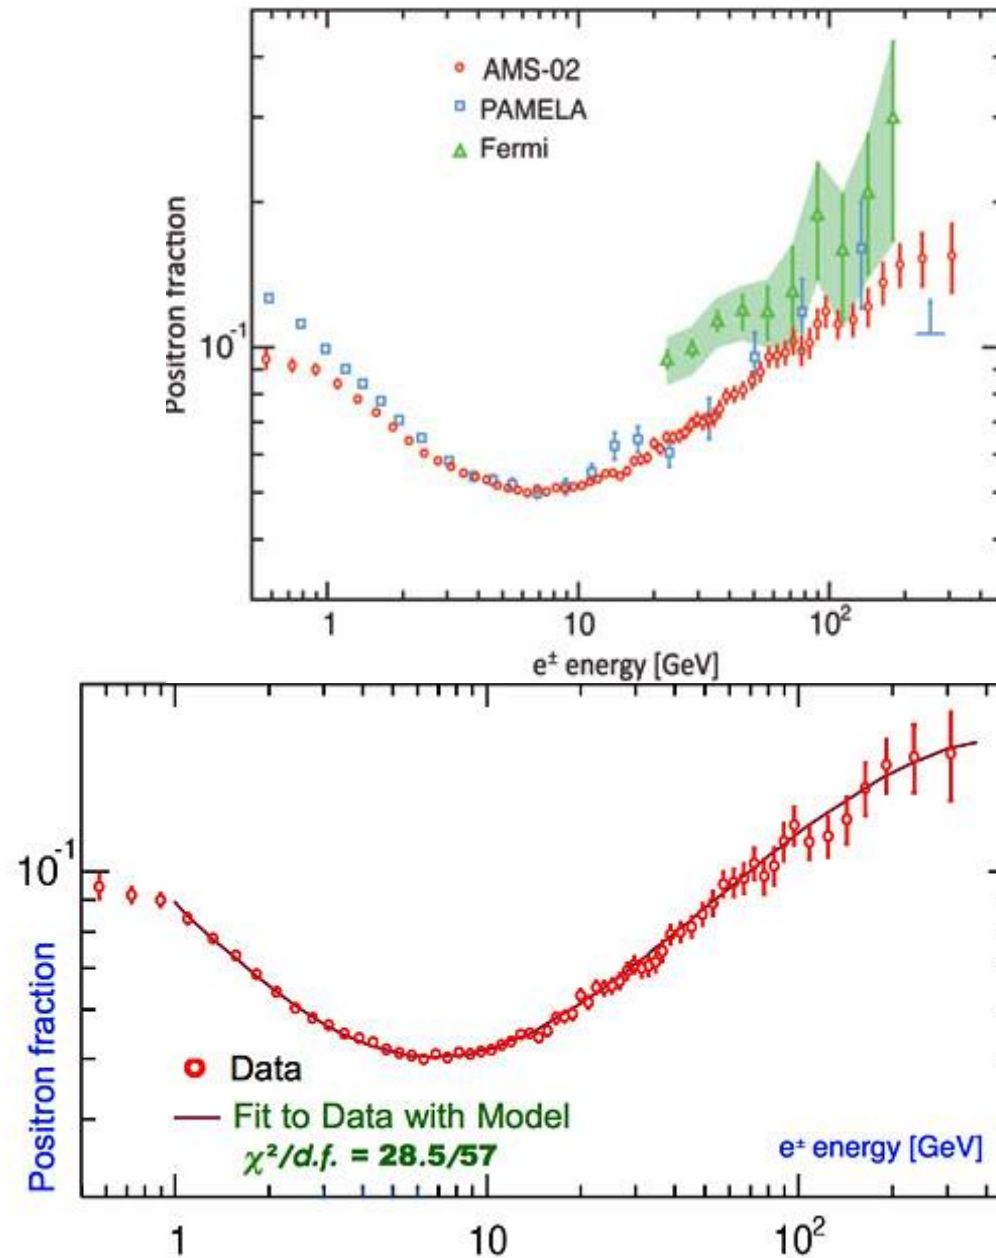 AMS-02
PAMELA
Fermi
Positron fraction
10⁻¹
1 10 10²
e± energy [GeV]
10⁻¹
Positron fraction
Data
Fit to Data with Model
χ²/d.f. = 28.5/57
e± energy [GeV]
1 10 10²